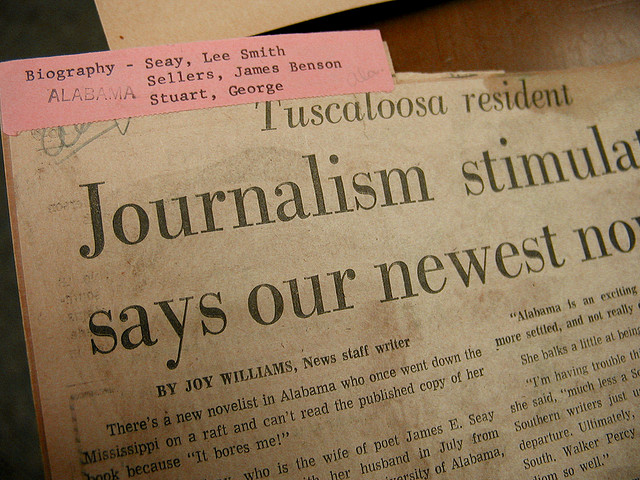 Biography - Seay, Lee Smith
Sellers, James Benson
ALABAMA Stuart, George
Tuscaloosa resident
Journalism stimula
says our newest no
BY JOY WILLIAMS, News staff writer
There's a new novelist in Alabama who once went down the
Mississippi on a raft and can't read the published copy of her
book because "It bores me!"
who is the wife of poet James E. Seay
her husband in July from
ersity of Alabama,
"Alabama is an exciting
more settled, and not really
She balks at a little at bein
"I'm having trouble
she said, "much less a So
Southern writers just
departure. Ultimately,
South. Walker Percy
so well."